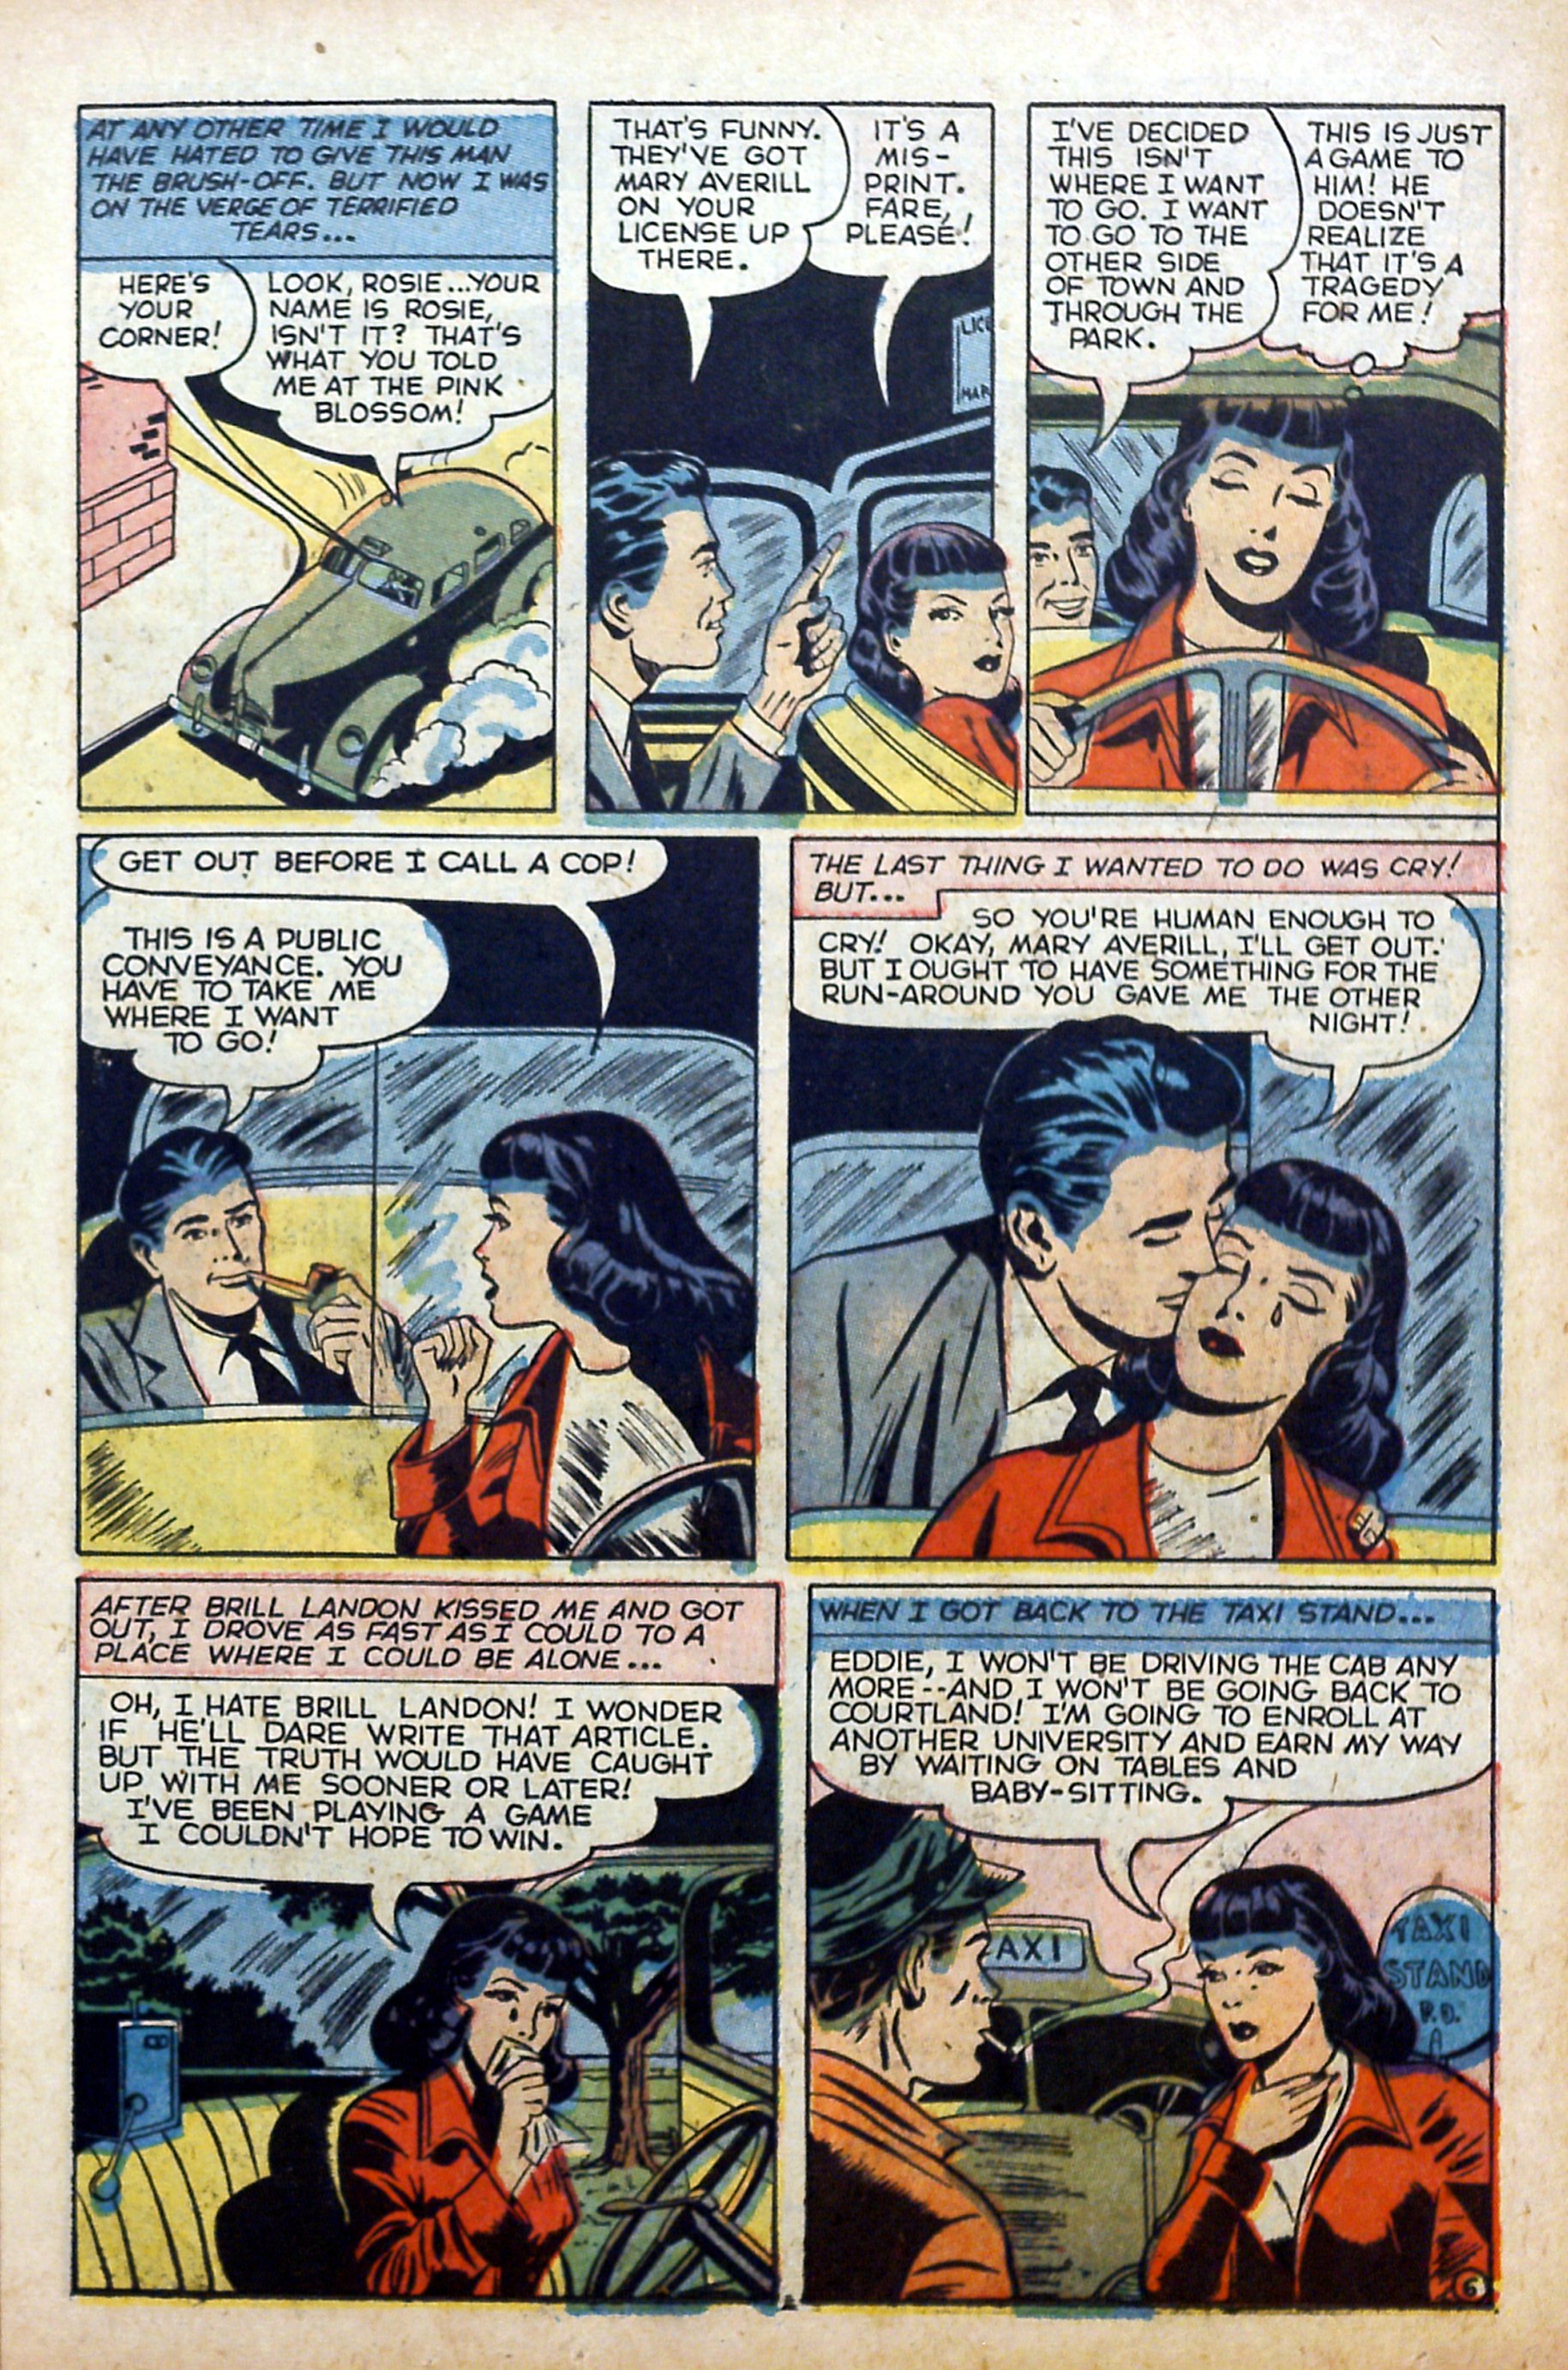 AT ANY OTHER TIME I WOULD
HAVE HATED TO GIVE THIS MAN
THE BRUSH-OFF. BUT NOW I WAS
ON THE VERGE OF TERRIFIED
TEARS...
HERE'S
YOUR
CORNER!
LOOK, ROSIE...YOUR
NAME IS ROSIE,
ISN'T IT? THAT'S
WHAT YOU TOLD
ME AT THE PINK
BLOSSOM!
THAT'S FUNNY.
THEY'VE GOT
MARY AVERILL
ON YOUR
LICENSE UP
THERE.
IT'S A
MIS-
PRINT.
FARE,
PLEASE!
LICE
MAR
I'VE DECIDED
THIS ISN'T
WHERE I WANT
TO GO. I WANT
TO GO TO THE
OTHER SIDE
OF TOWN AND
THROUGH THE
PARK.
THIS IS JUST
A GAME TO
HIM! HE
DOESN'T
REALIZE
THAT IT'S A
TRAGEDY
FOR ME!
GET OUT BEFORE I CALL A COP!
THIS IS A PUBLIC
CONVEYANCE. YOU
HAVE TO TAKE ME
WHERE I WANT
TO GO!
THE LAST THING I WANTED TO DO WAS CRY!
BUT...
SO YOU'RE HUMAN ENOUGH TO
CRY! OKAY, MARY AVERILL, I'LL GET OUT.
BUT I OUGHT TO HAVE SOMETHING FOR THE
RUN-AROUND YOU GAVE ME THE OTHER
NIGHT!
AFTER BRILL LANDON KISSED ME AND GOT
OUT, I DROVE AS FAST AS I COULD TO A
PLACE WHERE I COULD BE ALONE...
OH, I HATE BRILL LANDON! I WONDER
IF HE'LL DARE WRITE THAT ARTICLE.
BUT THE TRUTH WOULD HAVE CAUGHT
UP WITH ME SOONER OR LATER!
I'VE BEEN PLAYING A GAME
I COULDN'T HOPE TO WIN.
WHEN I GOT BACK TO THE TAXI STAND...
EDDIE, I WON'T BE DRIVING THE CAB ANY
MORE--AND I WON'T BE GOING BACK TO
COURTLAND! I'M GOING TO ENROLL AT
ANOTHER UNIVERSITY AND EARN MY WAY
BY WAITING ON TABLES AND
BABY-SITTING.
AXI
TAXI
STAND
P.D.
6